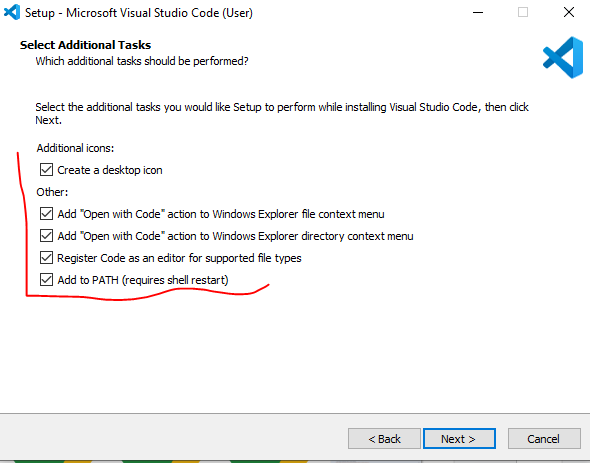 Setup - Microsoft Visual Studio Code (User)
Select Additional Tasks
Which additional tasks should be performed?
Select the additional tasks you would like Setup to perform while installing Visual Studio Code, then click
Next.
Additional icons:
Create a desktop icon
Other:
Add "Open with Code" action to Windows Explorer file context menu
Add "Open with Code" action to Windows Explorer directory context menu
Register Code as an editor for supported file types
Add to PATH (requires shell restart)
< Back Next > Cancel